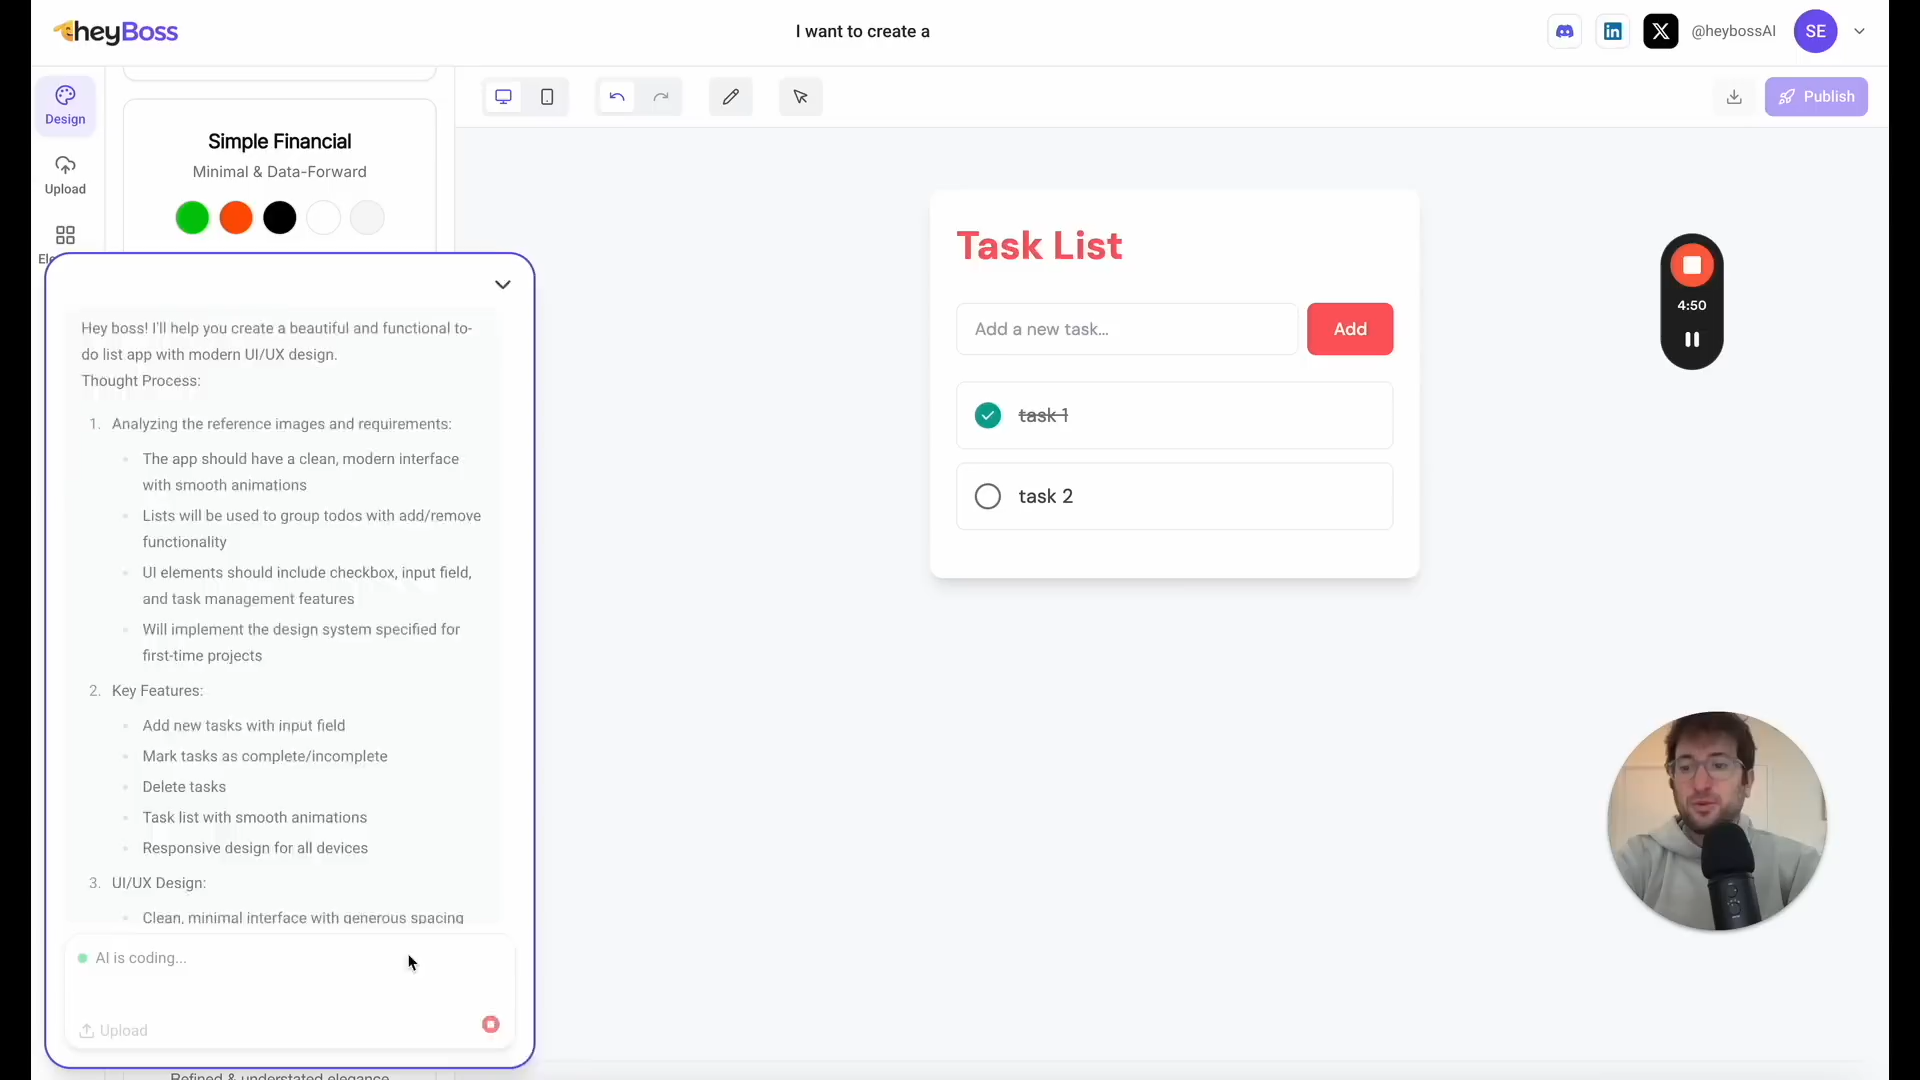 heyBoss
I want to create a
@heybossAI
SE
Design
Upload
Ele
Simple Financial
Minimal & Data-Forward
Publish
Hey boss! I'll help you create a beautiful and functional to-
do list app with modern UI/UX design.
Thought Process:
1. Analyzing the reference images and requirements:
The app should have a clean, modern interface
with smooth animations
Lists will be used to group todos with add/remove
functionality
UI elements should include checkbox, input field,
and task management features
Will implement the design system specified for
first-time projects
2. Key Features:
Add new tasks with input field
Mark tasks as complete/incomplete
Delete tasks
Task list with smooth animations
Responsive design for all devices
3. UI/UX Design:
Clean, minimal interface with generous spacing
AI is coding...
Upload
Refined & understated elegance
Task List
Add a new task...
Add
task 1
task 2
4:50